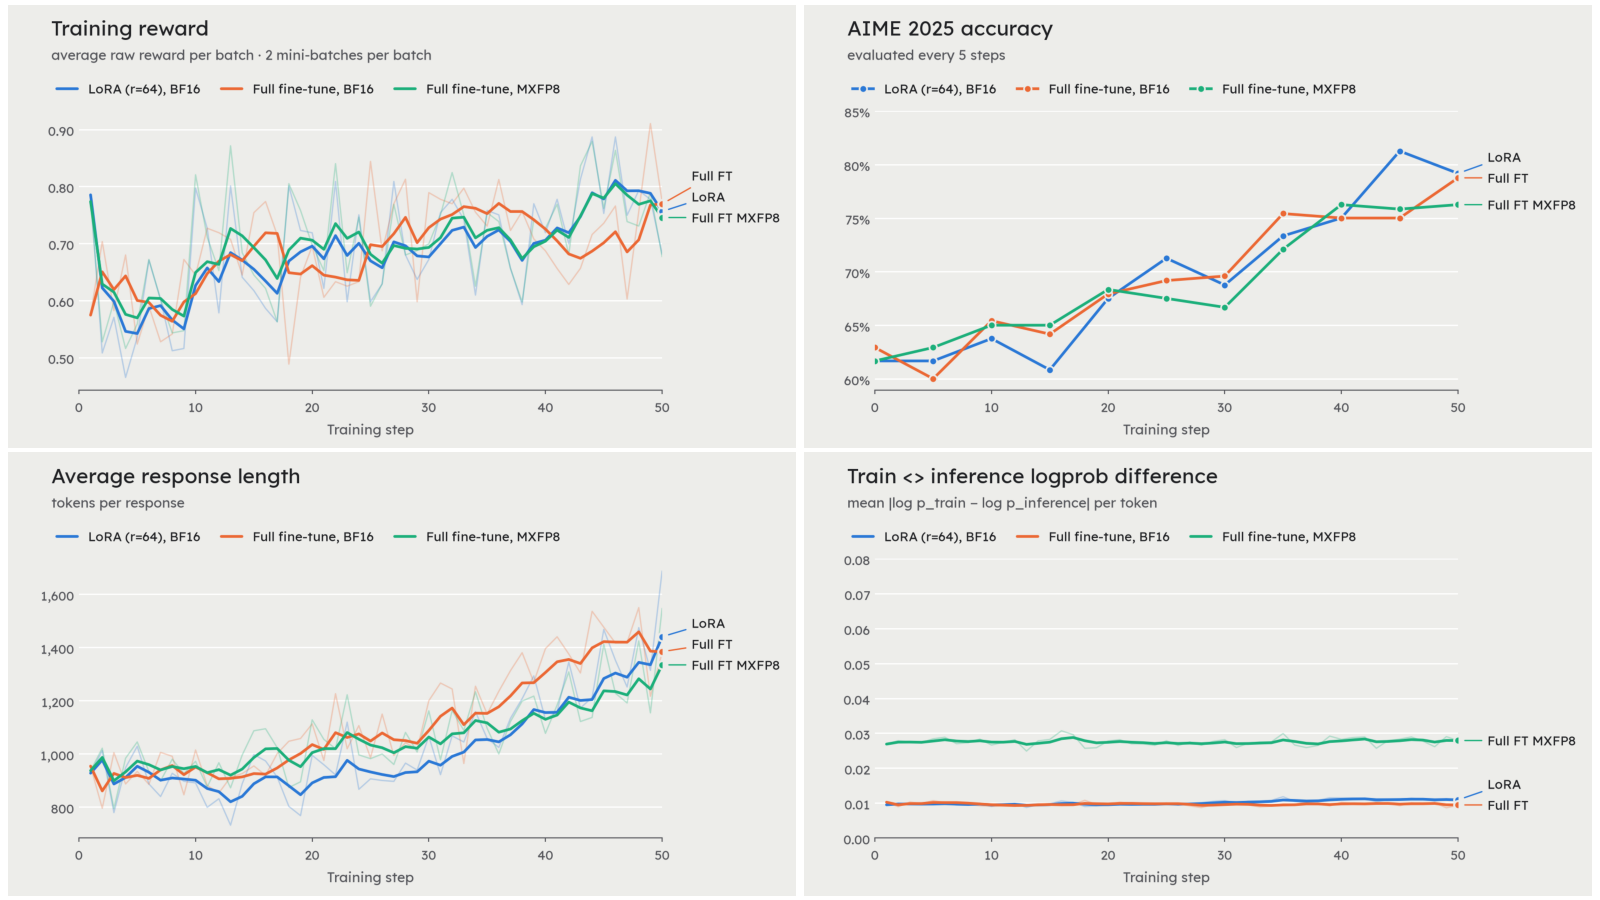 Training reward
average raw reward per batch · 2 mini-batches per batch
LoRA (r=64), BF16 Full fine-tune, BF16 Full fine-tune, MXFP8
0.90
0.80
0.70
0.60
0.50
Full FT
LoRA
Full FT MXFP8
0 10 20 30 40 50
Training step
AIME 2025 accuracy
evaluated every 5 steps
LoRA (r=64), BF16 Full fine-tune, BF16 Full fine-tune, MXFP8
85%
80%
75%
70%
65%
60%
LoRA
Full FT
Full FT MXFP8
0 10 20 30 40 50
Training step
Average response length
tokens per response
LoRA (r=64), BF16 Full fine-tune, BF16 Full fine-tune, MXFP8
1,600
1,400
1,200
1,000
800
LoRA
Full FT
Full FT MXFP8
0 10 20 30 40 50
Training step
Train <> inference logprob difference
mean |log p_train − log p_inference| per token
LoRA (r=64), BF16 Full fine-tune, BF16 Full fine-tune, MXFP8
0.08
0.07
0.06
0.05
0.04
0.03
0.02
0.01
0.00
Full FT MXFP8
LoRA
Full FT
0 10 20 30 40 50
Training step